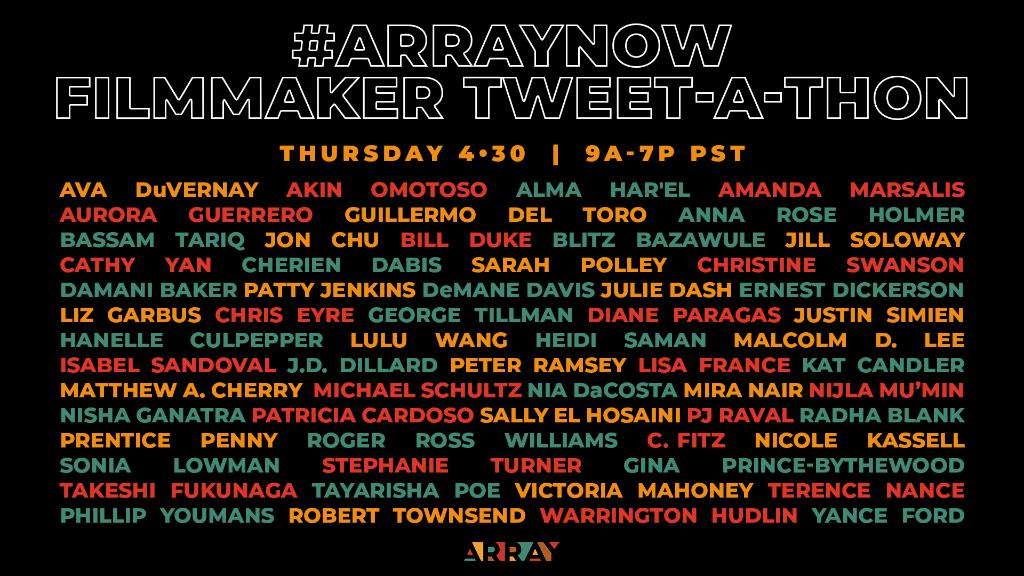 #ARRAYNOW
FILMMAKER TWEET-A-THON
THURSDAY 4•30 | 9A-7P PST
AVA DuVERNAY AKIN OMOTOSO ALMA HAR'EL AMANDA MARSALIS
AURORA GUERRERO GUILLERMO DEL TORO ANNA ROSE HOLMER
BASSAM TARIQ JON CHU BILL DUKE BLITZ BAZAWULE JILL SOLOWAY
CATHY YAN CHERIEN DABIS SARAH POLLEY CHRISTINE SWANSON
DAMANI BAKER PATTY JENKINS DeMANE DAVIS JULIE DASH ERNEST DICKERSON
LIZ GARBUS CHRIS EYRE GEORGE TILLMAN DIANE PARAGAS JUSTIN SIMIEN
HANELLE CULPEPPER LULU WANG HEIDI SAMAN MALCOLM D. LEE
ISABEL SANDOVAL J.D. DILLARD PETER RAMSEY LISA FRANCE KAT CANDLER
MATTHEW A. CHERRY MICHAEL SCHULTZ NIA DaCOSTA MIRA NAIR NIJLA MU’MIN
NISHA GANATRA PATRICIA CARDOSO SALLY EL HOSAINI PJ RAVAL RADHA BLANK
PRENTICE PENNY ROGER ROSS WILLIAMS C. FITZ NICOLE KASSELL
SONIA LOWMAN STEPHANIE TURNER GINA PRINCE-BYTHEWOOD
TAKESHI FUKUNAGA TAYARISHA POE VICTORIA MAHONEY TERENCE NANCE
PHILLIP YOUMANS ROBERT TOWNSEND WARRINGTON HUDLIN YANCE FORD
ARRAY